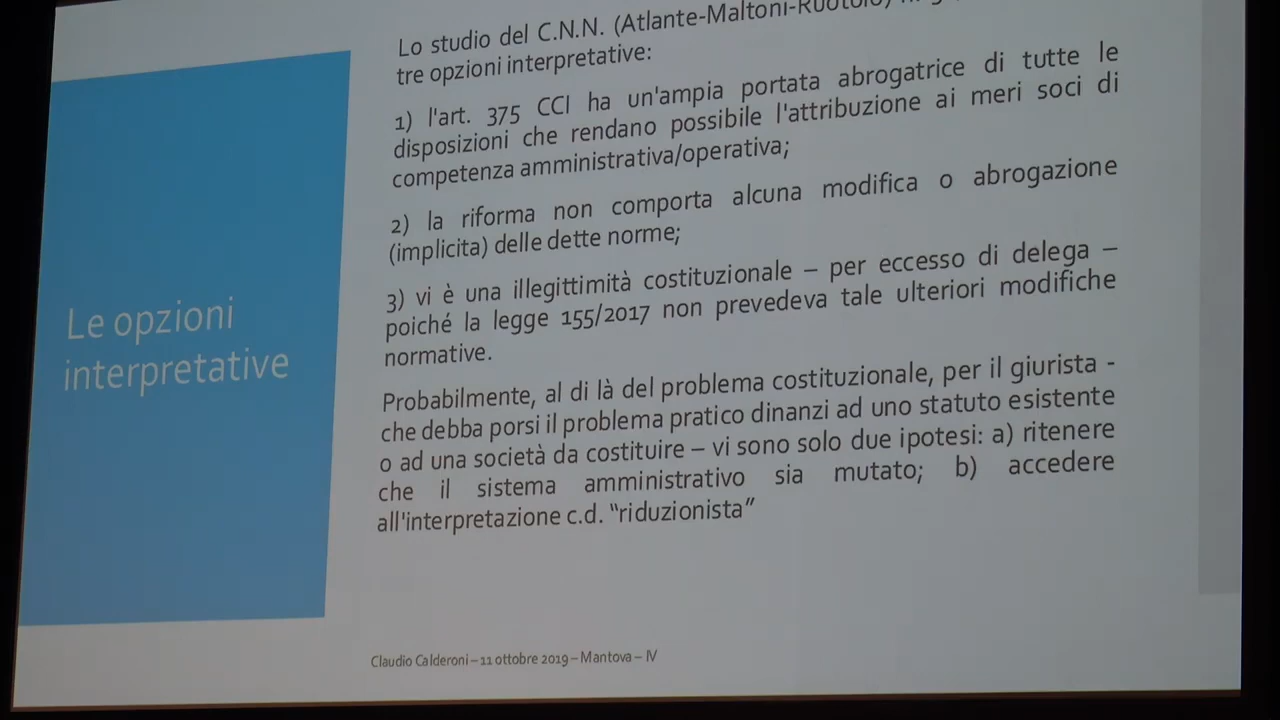 Le opzioni
interpretative
Lo studio del C.N.N. (Atlante-Maltoni-Ruotolo)
tre opzioni interpretative:
1) l'art. 375 CCI ha un'ampia portata abrogatrice di tutte le
disposizioni che rendano possibile l'attribuzione ai meri soci di
competenza amministrativa/operativa;
2) la riforma non comporta alcuna modifica o abrogazione
(implicita) delle dette norme;
3) vi è una illegittimità costituzionale – per eccesso di delega –
poiché la legge 155/2017 non prevedeva tale ulteriori modifiche
normative.
Probabilmente, al di là del problema costituzionale, per il giurista -
che debba porsi il problema pratico dinanzi ad uno statuto esistente
o ad una società da costituire – vi sono solo due ipotesi: a) ritenere
che il sistema amministrativo sia mutato; b) accedere
all'interpretazione c.d. "riduzionista"
Claudio Calderoni – 11 ottobre 2019 – Mantova – IV